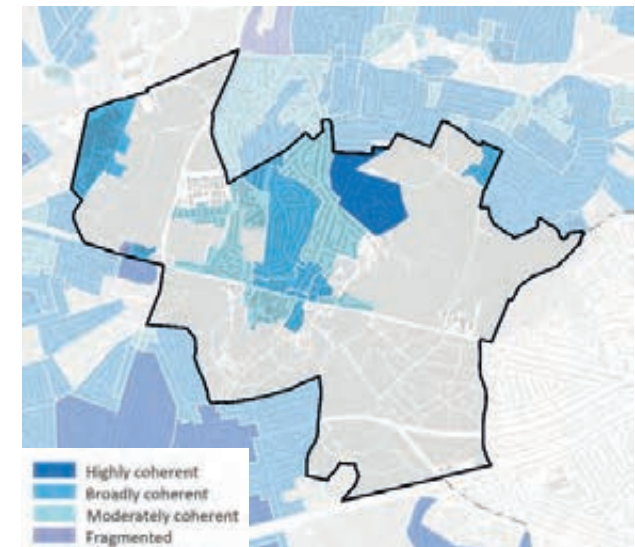 Highly coherent
Broadly coherent
Moderately coherent
Fragmented